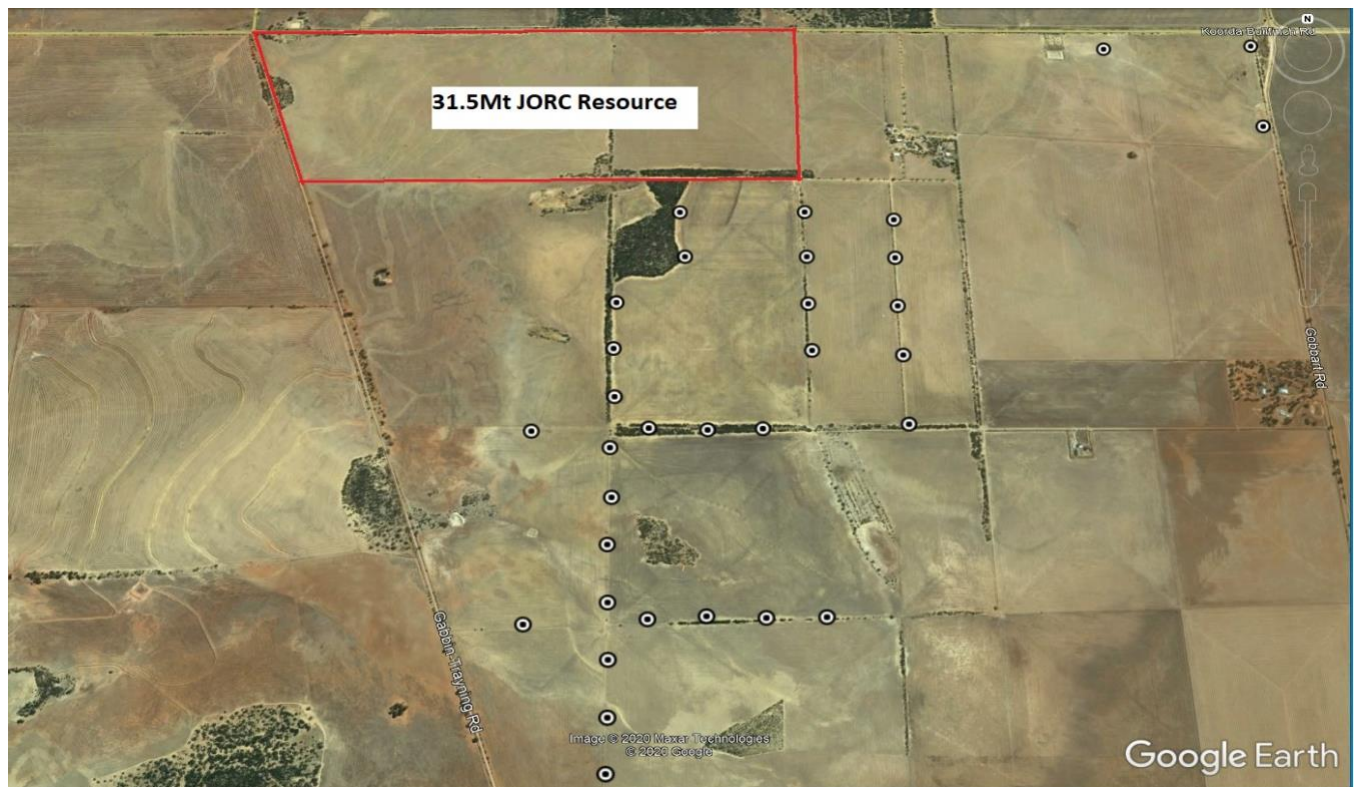 N
Koorda-Bullfinch Rd
31.5Mt JORC Resource
Gobbart Rd
Gabbin-Trayning Rd
Image © 2020 Maxar Technologies
© 2020 Google
Google Earth